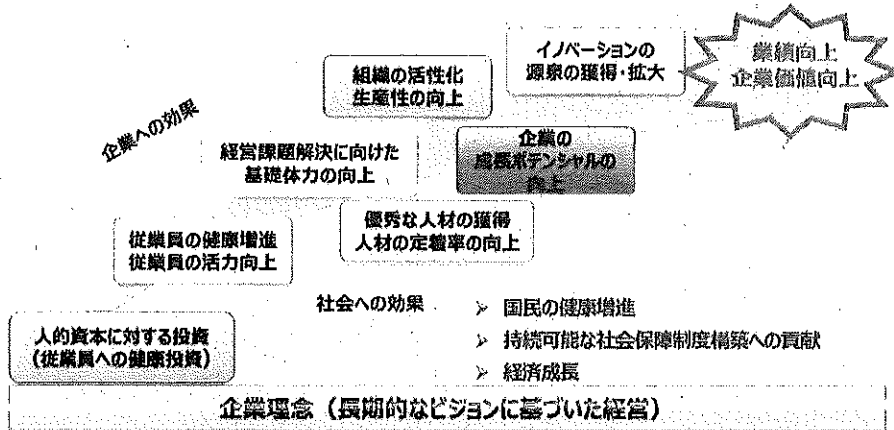 イノベーションの
源泉の獲得・拡大
業績向上
企業価値向上
組織の活性化
生産性の向上
企業への効果
経営課題解決に向けた
基礎体力の向上
企業の
成長ポテンシャルの
向上
優秀な人材の獲得
人材の定着率の向上
従業員の健康増進
従業員の活力向上
社会への効果
➢ 国民の健康増進
➢ 持続可能な社会保障制度構築への貢献
➢ 経済成長
人的資本に対する投資
(従業員への健康投資)
企業理念(長期的なビジョンに基づいた経営)